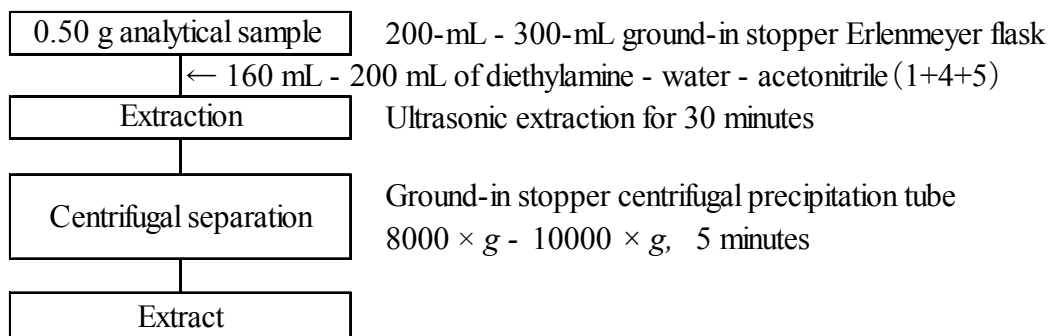 0.50 g analytical sample 200-mL - 300-mL ground-in stopper Erlenmeyer flask
← 160 mL - 200 mL of diethylamine - water - acetonitrile（1+4+5）
Extraction Ultrasonic extraction for 30 minutes
Centrifugal separation
Ground-in stopper centrifugal precipitation tube
8000 × g - 10000 × g, 5 minutes
Extract